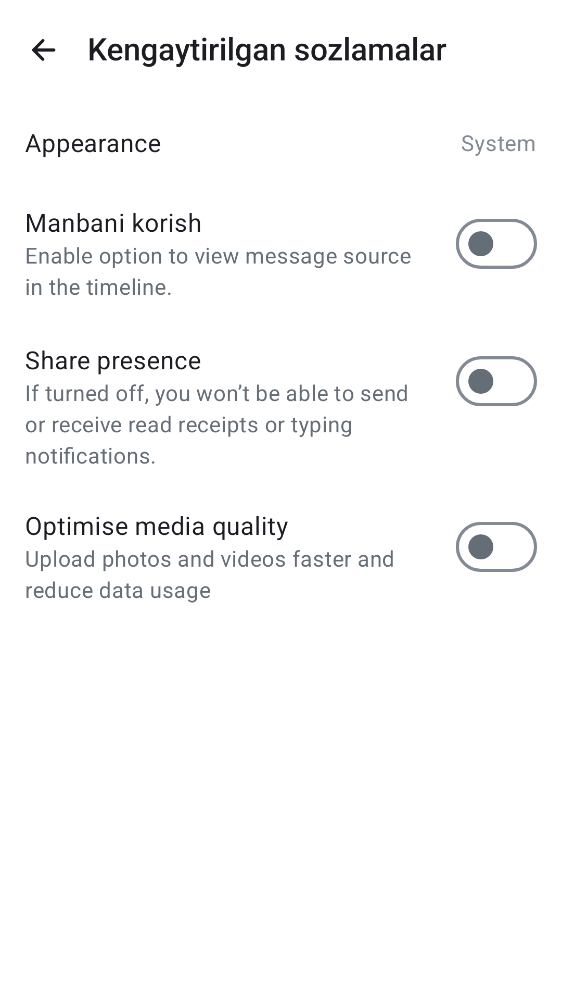 Kengaytirilgan sozlamalar
Appearance
System
Manbani korish
Enable option to view message source
in the timeline.
Share presence
If turned off, you won’t be able to send
or receive read receipts or typing
notifications.
Optimise media quality
Upload photos and videos faster and
reduce data usage